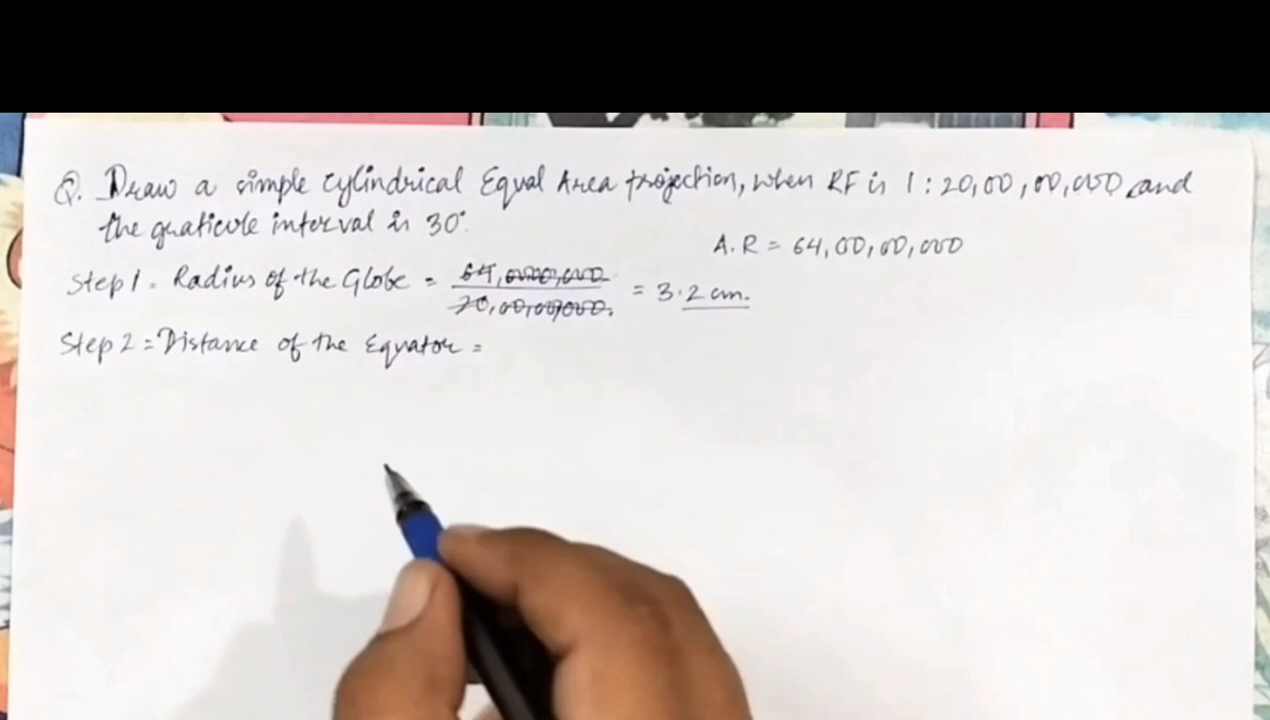 Q. Draw a simple cylindrical Equal Area projection, when RF is 1 : 20,00,00,000 and
the graticule interval is 30°.
A.R = 64,00,00,000
Step 1 = Radius of the Globe = 64,0000,000 / 20,00,00,000. = 3.2 cm.
Step 2 = Distance of the Equator =